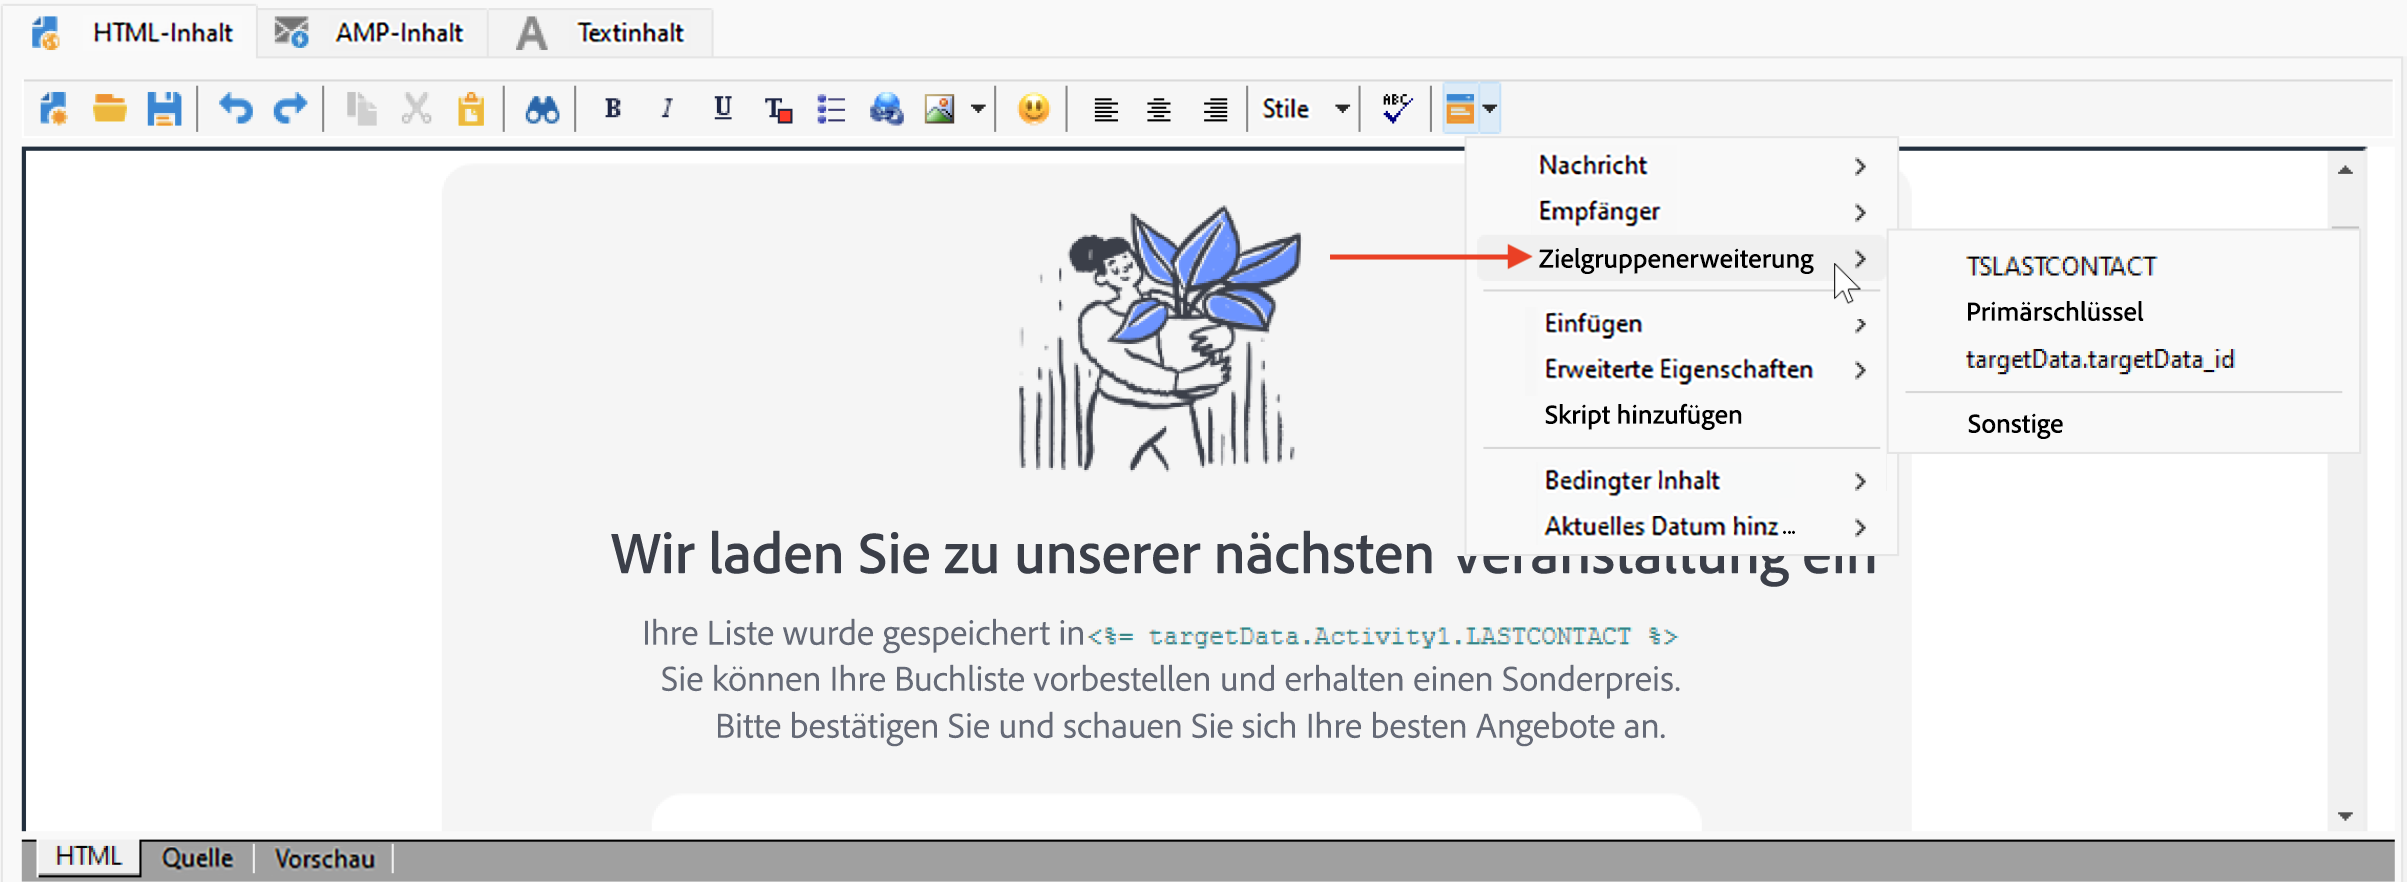 HTML-Inhalt
AMP-Inhalt
A Textinhalt
B I U T Stile ABC
Nachricht
Empfänger
Zielgruppenerweiterung
Einfügen
Erweiterte Eigenschaften
Skript hinzufügen
Bedingter Inhalt
Aktuelles Datum hinz...
TSLASTCONTACT
Primärschlüssel
targetData.targetData_id
Sonstige
Wir laden Sie zu unserer nächsten Veranstaltung ein
Ihre Liste wurde gespeichert in<%= targetData.Activity1.LASTCONTACT %>
Sie können Ihre Buchliste vorbestellen und erhalten einen Sonderpreis.
Bitte bestätigen Sie und schauen Sie sich Ihre besten Angebote an.
HTML Quelle Vorschau